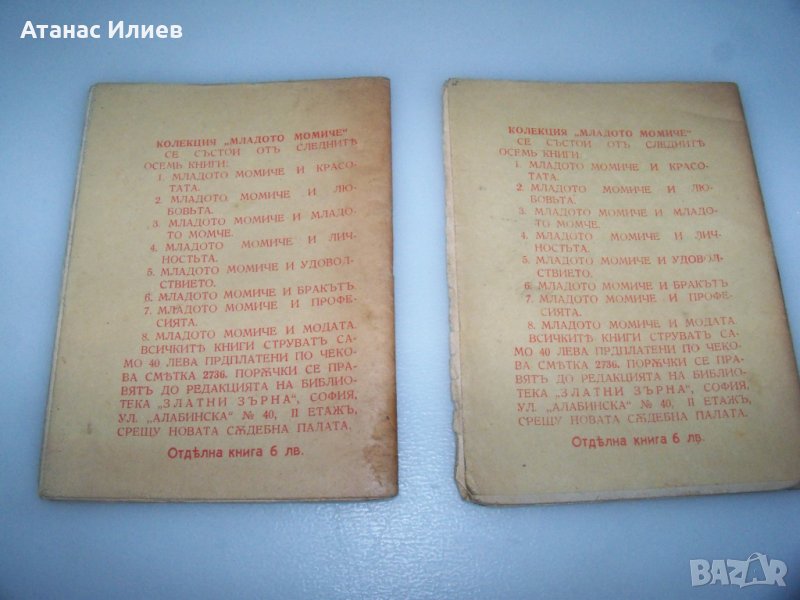 Атанас Илиев
КОЛЕКЦИЯ „МЛАДОТО МОМИЧЕ"
СЕ СЪСТОИ ОТЪ СЛЕДНИТѢ
ОСЕМЬ КНИГИ:
1. МЛАДОТО МОМИЧЕ И КРАСО-
ТАТА.
2. МЛАДОТО МОМИЧЕ И ЛЮ-
БОВЬТА.
3. МЛАДОТО МОМИЧЕ И МЛАДО-
ТО МОМЧЕ.
4. МЛАДОТО МОМИЧЕ И ЛИЧ-
НОСТЬТА.
5. МЛАДОТО МОМИЧЕ И УДОВОЛ-
СТВИЕТО.
6. МЛАДОТО МОМИЧЕ И БРАКЪТЪ
7. МЛАДОТО МОМИЧЕ И ПРОФЕ-
СИЯТА.
8. МЛАДОТО МОМИЧЕ И МОДАТА.
ВСИЧКИТѢ КНИГИ СТРУВАТЪ СА-
МО 40 ЛЕВА ПРДПЛАТЕНИ ПО ЧЕКО-
ВА СМѢТКА 2736. ПОРѪЧКИ СЕ ПРА-
ВЯТЪ ДО РЕДАКЦИЯТА НА БИБЛИО-
ТЕКА „ЗЛАТНИ ЗЪРНА", СОФИЯ,
УЛ. „АЛАБИНСКА" № 40, II ЕТАЖЪ,
СРЕЩУ НОВАТА СѪДЕБНА ПАЛАТА.
Отдѣлна книга 6 лв.
КОЛЕКЦИЯ „МЛАДОТО МОМИЧЕ"
СЕ СЪСТОИ ОТЪ СЛЕДНИТѢ
ОСЕМЬ КНИГИ:
1. МЛАДОТО МОМИЧЕ И КРАСО-
ТАТА.
2. МЛАДОТО МОМИЧЕ И ЛЮ-
БОВЬТА.
3. МЛАДОТО МОМИЧЕ И МЛАДО-
ТО МОМЧЕ.
4. МЛАДОТО МОМИЧЕ И ЛИЧ-
НОСТЬТА.
5. МЛАДОТО МОМИЧЕ И УДОВОЛ-
СТВИЕТО.
6. МЛАДОТО МОМИЧЕ И БРАКЪТЪ
7. МЛАДОТО МОМИЧЕ И ПРОФЕ-
СИЯТА.
8. МЛАДОТО МОМИЧЕ И МОДАТА.
ВСИЧКИТѢ КНИГИ СТРУВАТЪ СА-
МО 40 ЛЕВА ПРДПЛАТЕНИ ПО ЧЕКО-
ВА СМѢТКА 2736. ПОРѪЧКИ СЕ ПРА-
ВЯТЪ ДО РЕДАКЦИЯТА НА БИБЛИО-
ТЕКА „ЗЛАТНИ ЗЪРНА", СОФИЯ,
УЛ. „АЛАБИНСКА" № 40, II ЕТАЖЪ,
СРЕЩУ НОВАТА СѪДЕБНА ПАЛАТА.
Отдѣлна книга 6 лв.
BAZAR